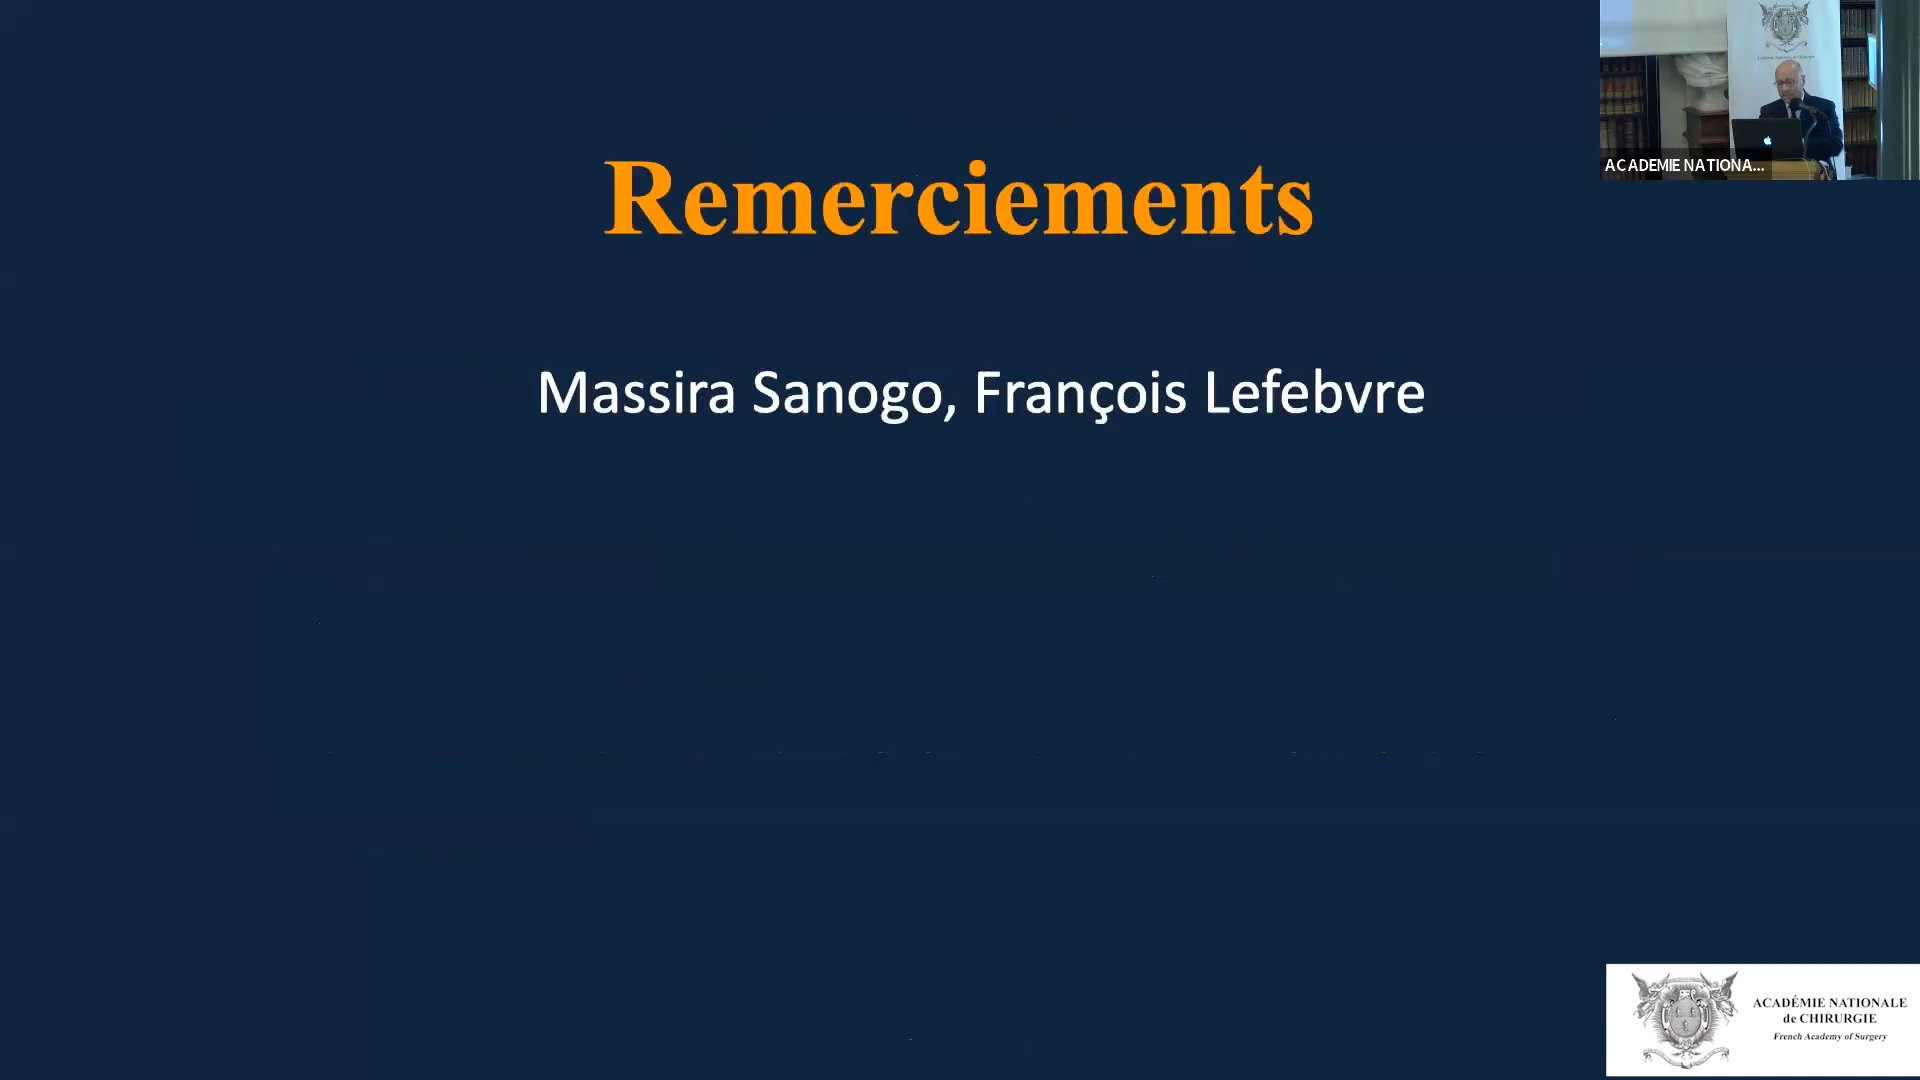 Remerciements
ACADEMIE NATIONA...
Massira Sanogo, François Lefebvre
ACADÉMIE NATIONALE
de CHIRURGIE
French Academy of Surgery